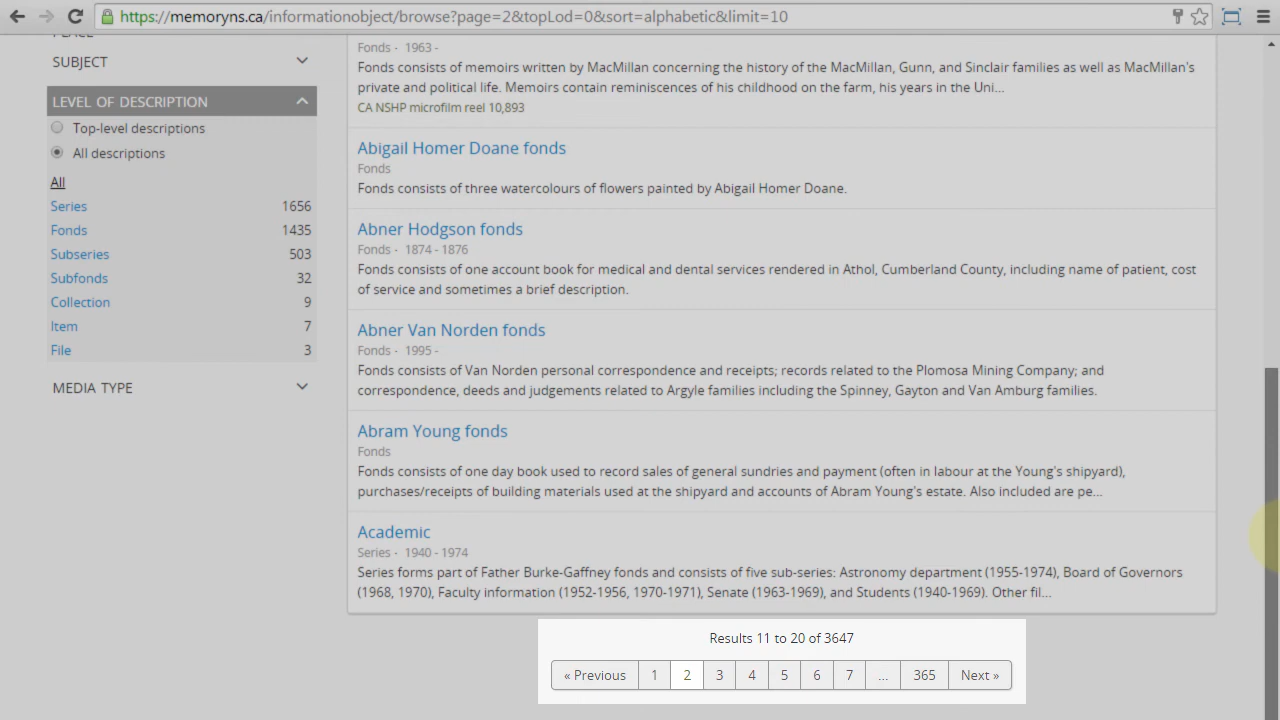 https://memoryns.ca/informationobject/browse?page=2&topLod=0&sort=alphabetic&limit=10
PLACE
SUBJECT
LEVEL OF DESCRIPTION
Top-level descriptions
All descriptions
All
Series 1656
Fonds 1435
Subseries 503
Subfonds 32
Collection 9
Item 7
File 3
MEDIA TYPE
Fonds - 1963 -
Fonds consists of memoirs written by MacMillan concerning the history of the MacMillan, Gunn, and Sinclair families as well as MacMillan's
private and political life. Memoirs contain reminiscences of his childhood on the farm, his years in the Uni...
CA NSHP microfilm reel 10,893
Abigail Homer Doane fonds
Fonds
Fonds consists of three watercolours of flowers painted by Abigail Homer Doane.
Abner Hodgson fonds
Fonds - 1874 - 1876
Fonds consists of one account book for medical and dental services rendered in Athol, Cumberland County, including name of patient, cost
of service and sometimes a brief description.
Abner Van Norden fonds
Fonds - 1995 -
Fonds consists of Van Norden personal correspondence and receipts; records related to the Plomosa Mining Company; and
correspondence, deeds and judgements related to Argyle families including the Spinney, Gayton and Van Amburg families.
Abram Young fonds
Fonds
Fonds consists of one day book used to record sales of general sundries and payment (often in labour at the Young's shipyard),
purchases/receipts of building materials used at the shipyard and accounts of Abram Young's estate. Also included are pe...
Academic
Series - 1940 - 1974
Series forms part of Father Burke-Gaffney fonds and consists of five sub-series: Astronomy department (1955-1974), Board of Governors
(1968, 1970), Faculty information (1952-1956, 1970-1971), Senate (1963-1969), and Students (1940-1969). Other fil...
Results 11 to 20 of 3647
« Previous 1 2 3 4 5 6 7 ... 365 Next »